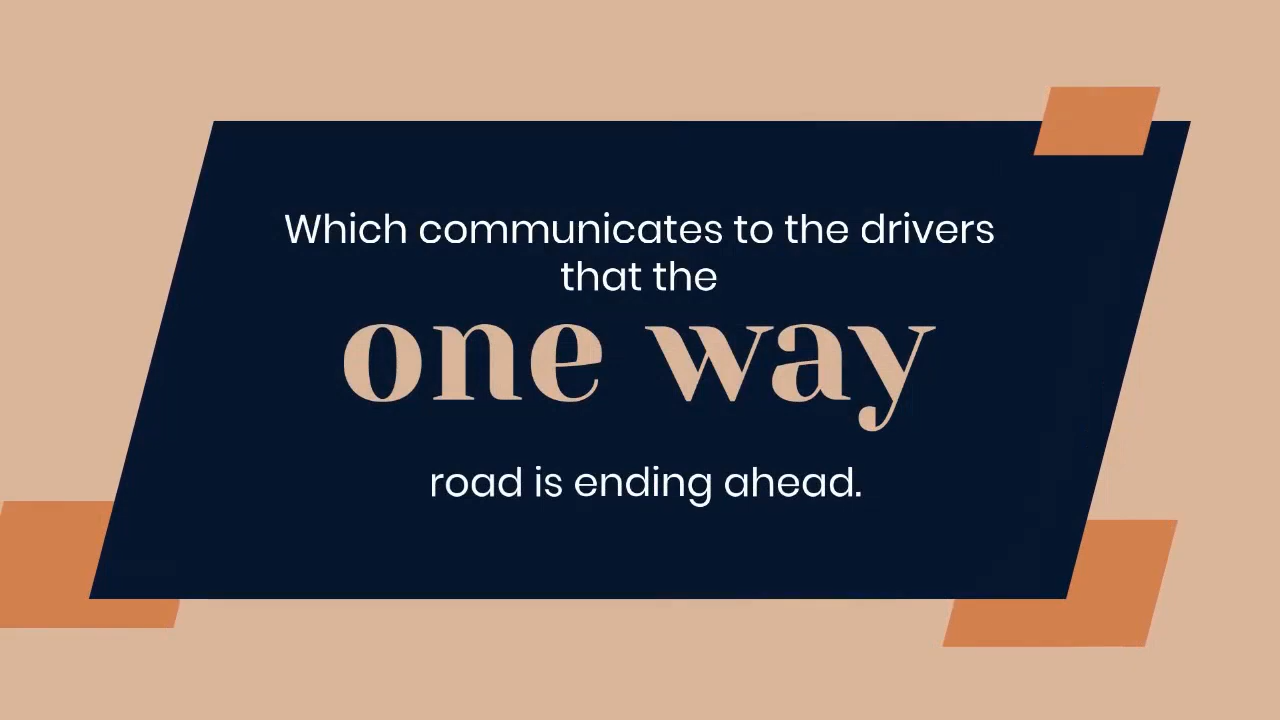 Which communicates to the drivers
that the
one way
road is ending ahead.